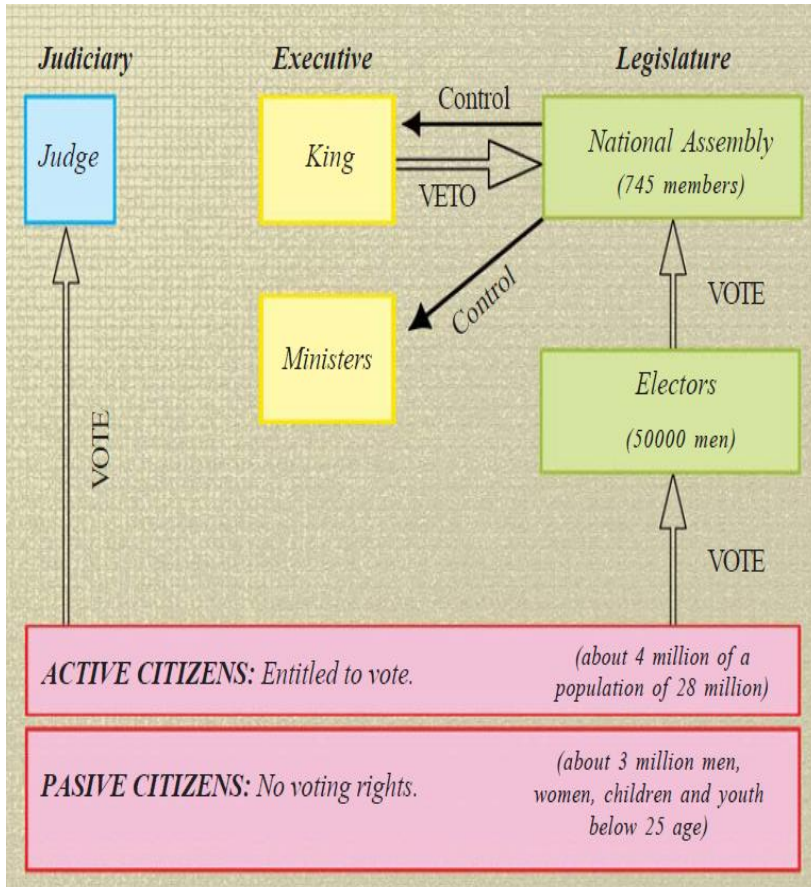 Judiciary
Executive
Legislature
Judge
King
Control
VETO
National Assembly
(745 members)
Control
Ministers
VOTE
Electors
(50000 men)
VOTE
VOTE
ACTIVE CITIZENS: Entitled to vote.
(about 4 million of a
population of 28 million)
PASIVE CITIZENS: No voting rights.
(about 3 million men,
women, children and youth
below 25 age)